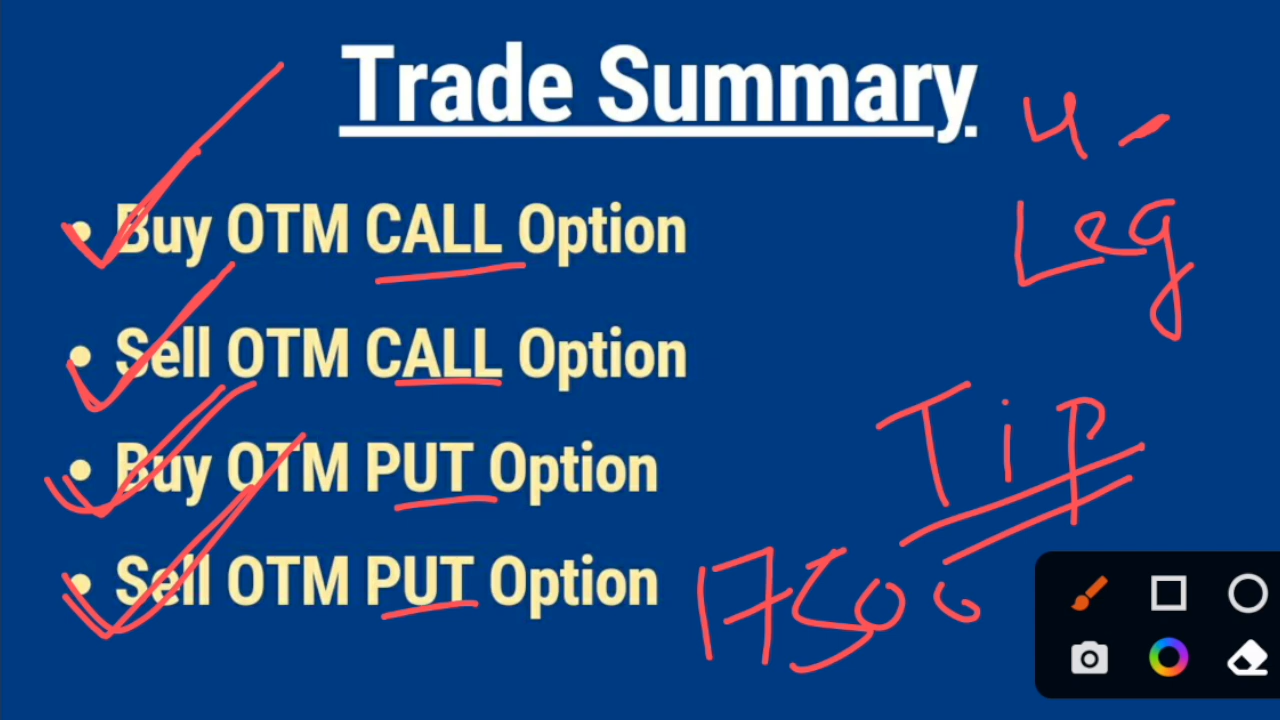 Trade Summary
4-
Leg
• Buy OTM CALL Option
• Sell OTM CALL Option
• Buy OTM PUT Option
• Sell OTM PUT Option
TiP
17500